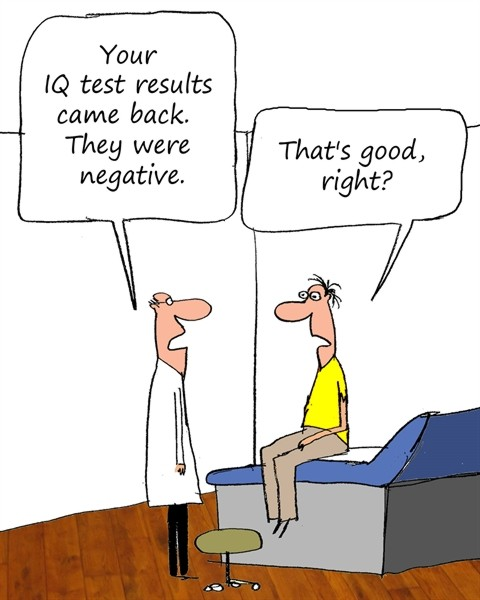 Your
IQ test results
came back.
They were
negative.
That's good,
right?